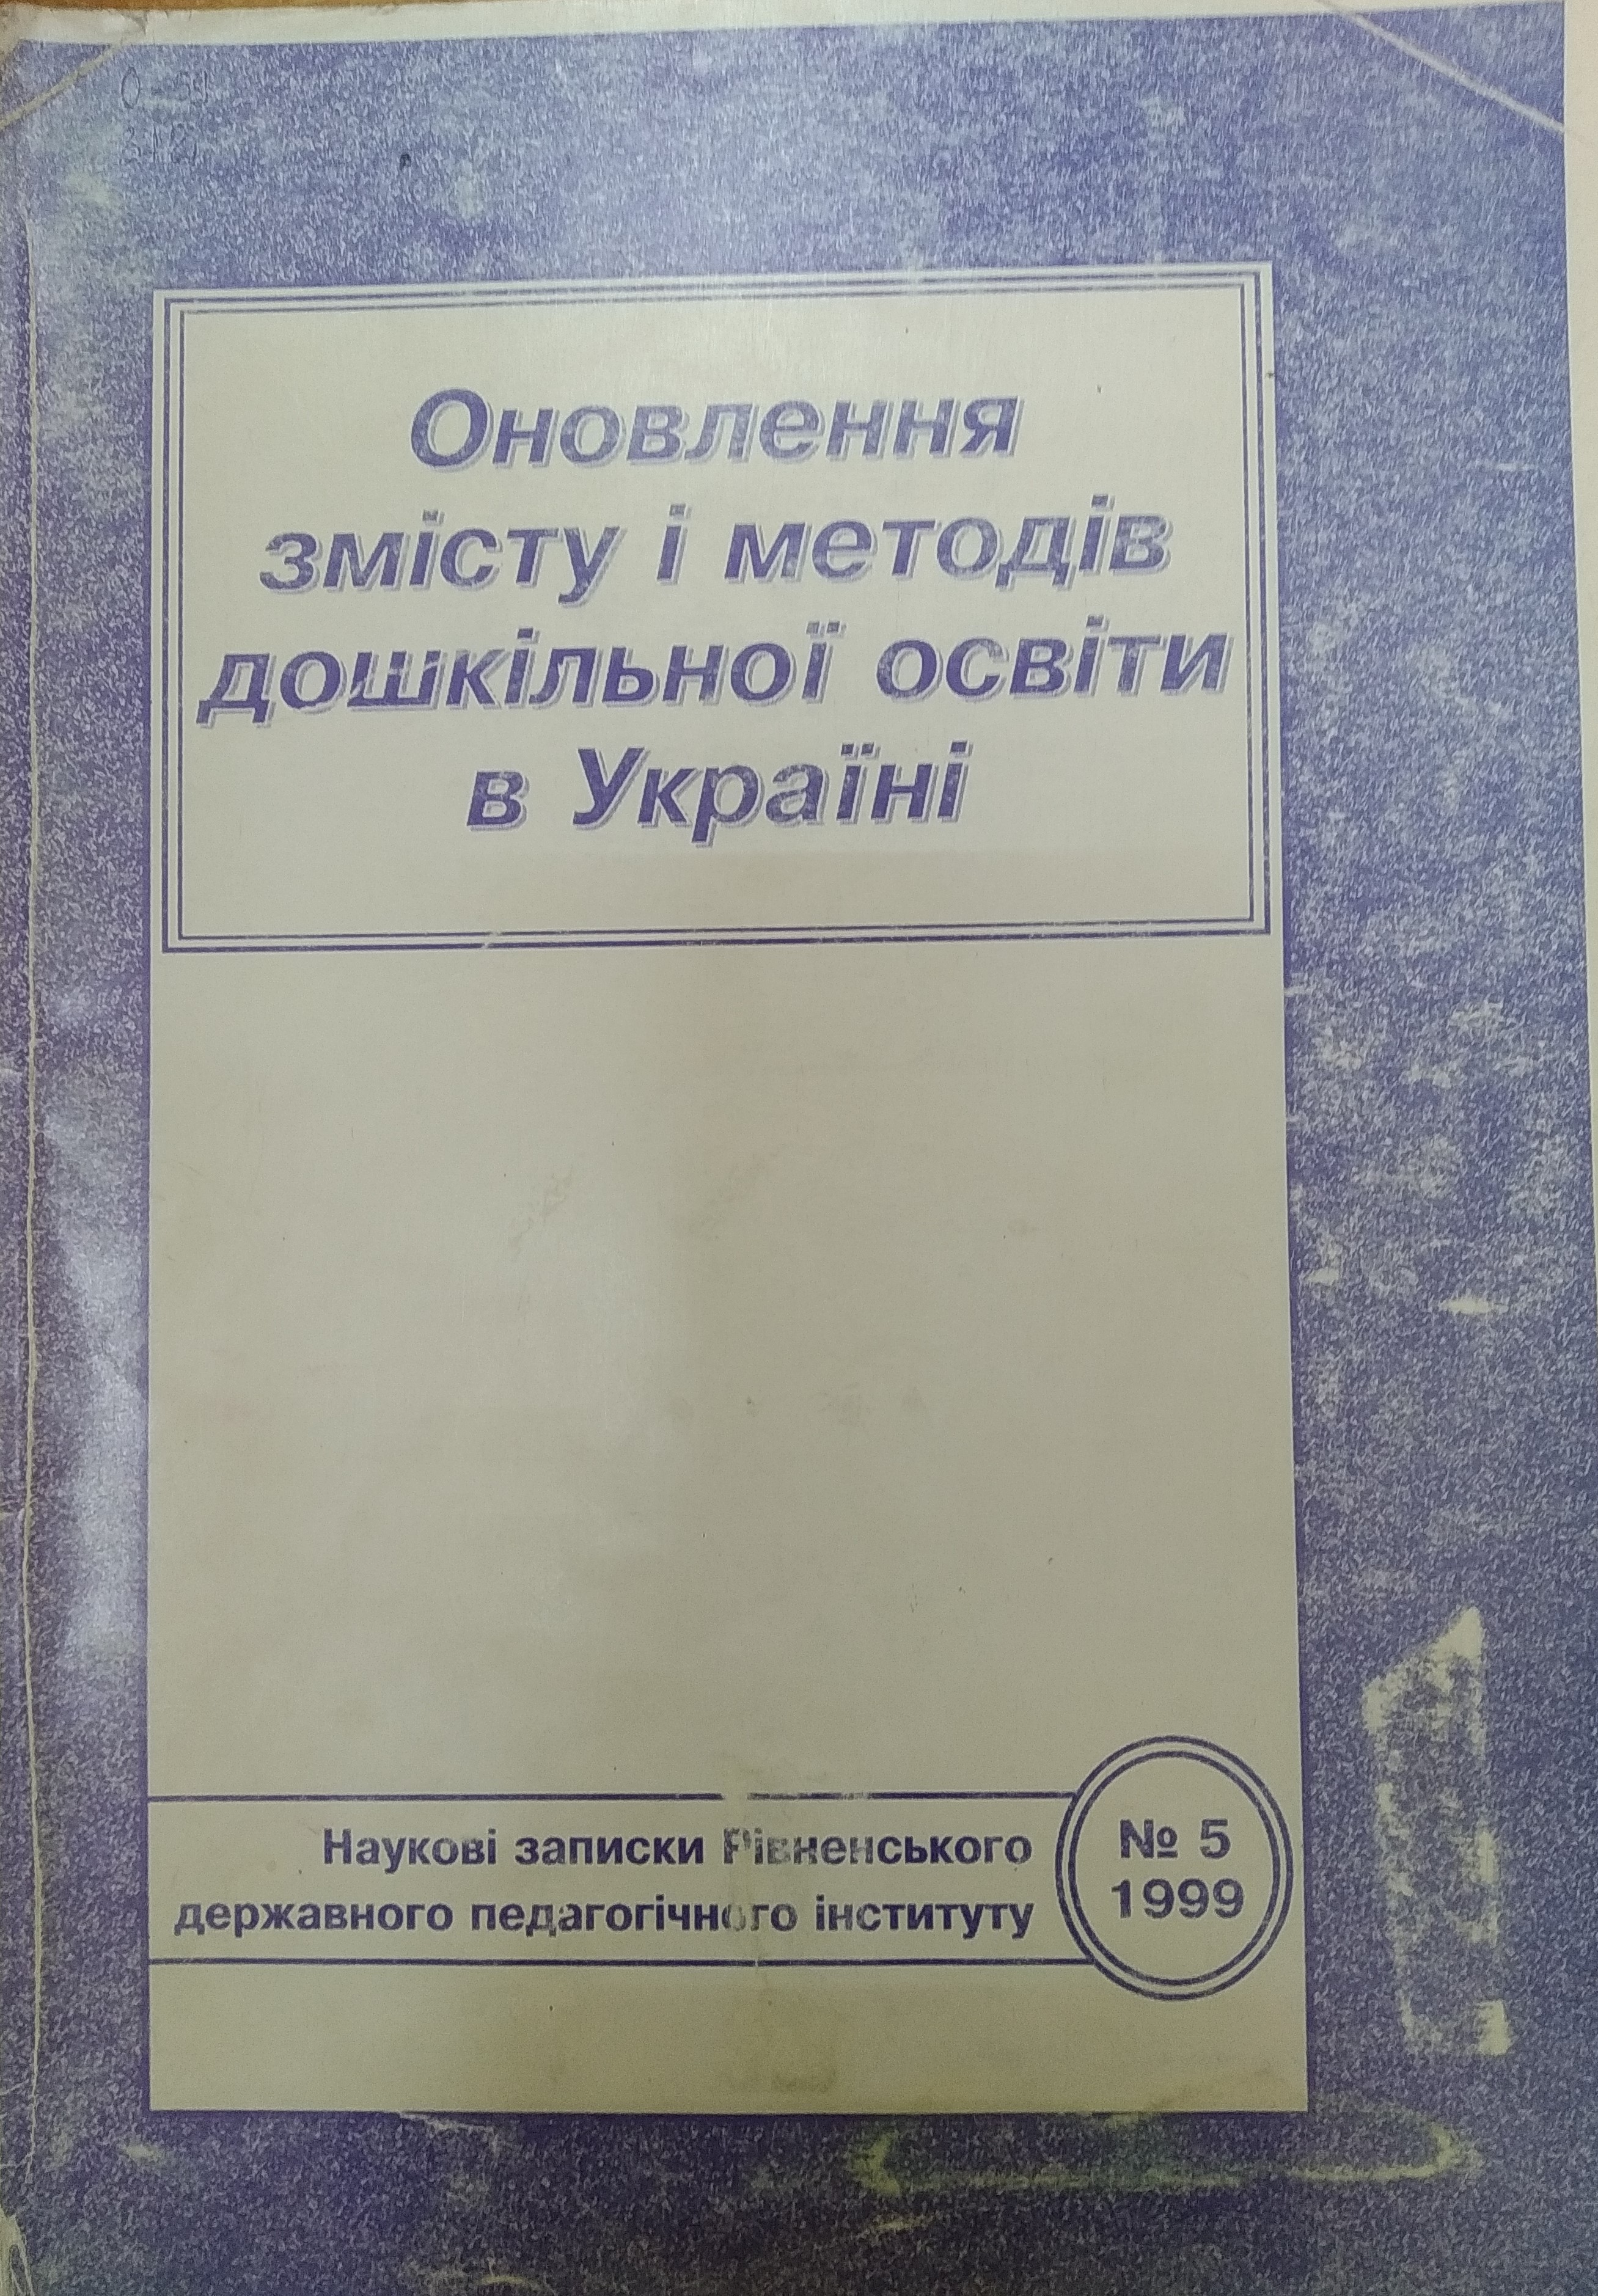 Оновлення
змісту і методів
дошкільної освіти
в Україні
Наукові записки Рівненського
державного педагогічного інституту
№ 5
1999